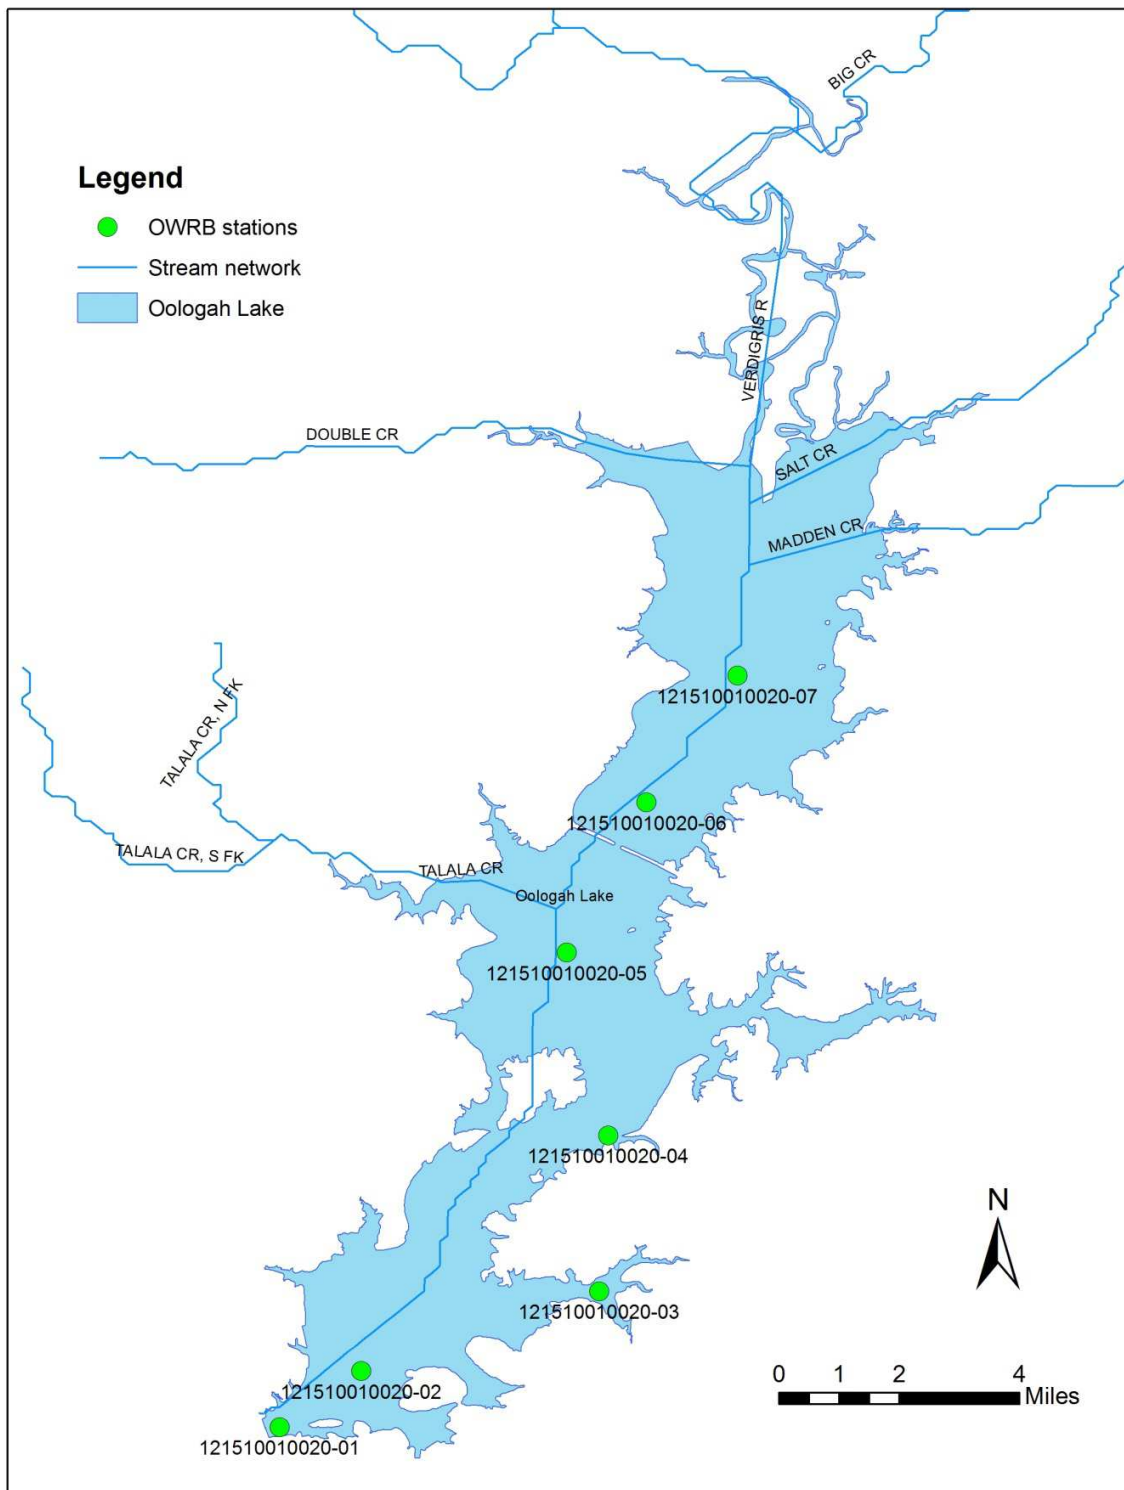 BIG CR
Legend
OWRB stations
Stream network
Oologah Lake
VERDIGRIS R
DOUBLE CR
SALT CR
MADDEN CR
TALALA CR, N FK
121510010020-07
121510010020-06
TALALA CR, S FK
TALALA CR
Oologah Lake
121510010020-05
121510010020-04
N
121510010020-03
0 1 2 4
Miles
121510010020-02
121510010020-01